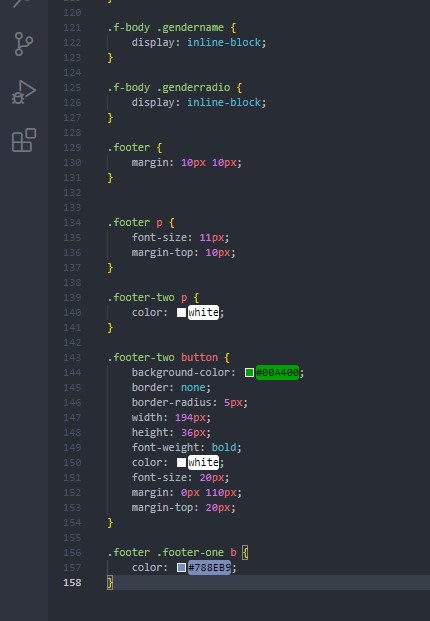 120
121 .f-body .gendername {
122 display: inline-block;
123 }
124
125 .f-body .genderradio {
126 display: inline-block;
127 }
128
129 .footer {
130 margin: 10px 10px;
131 }
132
133
134 .footer p {
135 font-size: 11px;
136 margin-top: 10px;
137 }
138
139 .footer-two p {
140 color: white;
141 }
142
143 .footer-two button {
144 background-color: #00A400;
145 border: none;
146 border-radius: 5px;
147 width: 194px;
148 height: 36px;
149 font-weight: bold;
150 color: white;
151 font-size: 20px;
152 margin: 0px 110px;
153 margin-top: 20px;
154 }
155
156 .footer .footer-one b {
157 color: #788EB9;
158 }